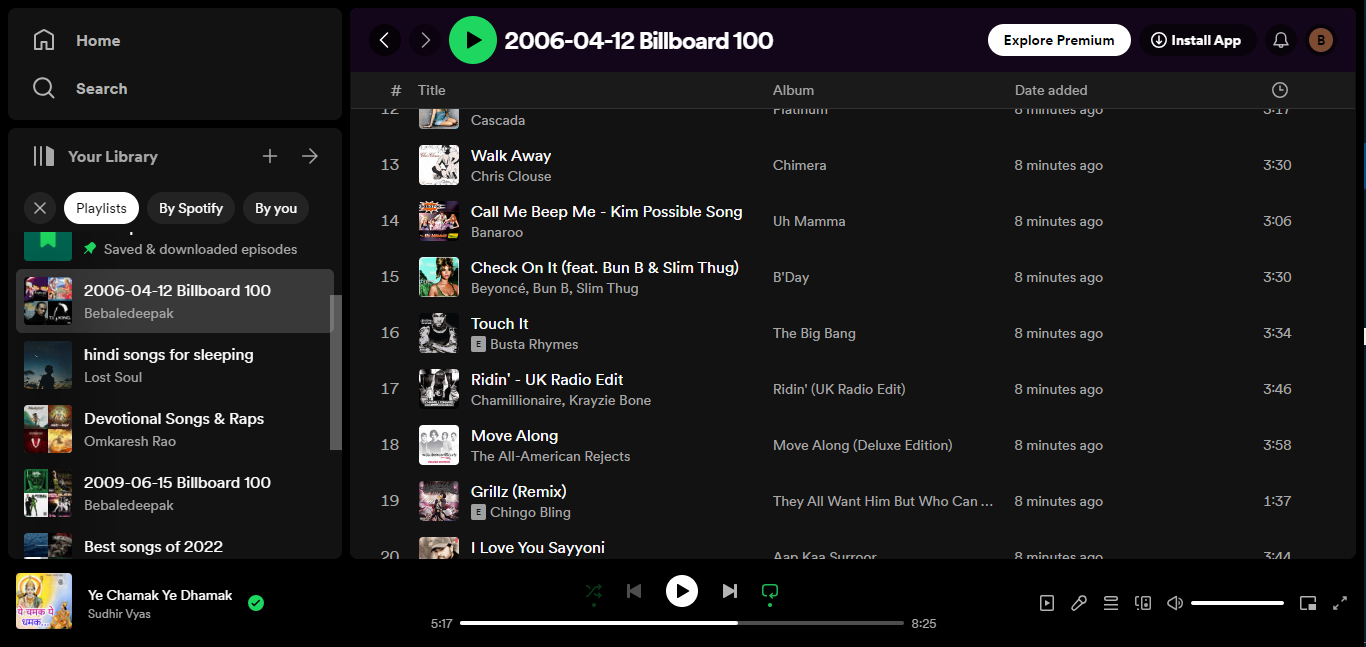 Home
Search
Your Library
Playlists
By Spotify
By you
Saved & downloaded episodes
2006-04-12 Billboard 100
Bebaledeepak
hindi songs for sleeping
Lost Soul
Devotional Songs & Raps
Omkaresh Rao
2009-06-15 Billboard 100
Bebaledeepak
Best songs of 2022
2006-04-12 Billboard 100
Explore Premium
Install App
B
# Title Album Date added
12 Platinum 8 minutes ago 3:17
Cascada
13 Walk Away Chimera 8 minutes ago 3:30
Chris Clouse
14 Call Me Beep Me - Kim Possible Song Uh Mamma 8 minutes ago 3:06
Banaroo
15 Check On It (feat. Bun B & Slim Thug) B'Day 8 minutes ago 3:30
Beyoncé, Bun B, Slim Thug
16 Touch It The Big Bang 8 minutes ago 3:34
E Busta Rhymes
17 Ridin' - UK Radio Edit Ridin' (UK Radio Edit) 8 minutes ago 3:46
Chamillionaire, Krayzie Bone
18 Move Along Move Along (Deluxe Edition) 8 minutes ago 3:58
The All-American Rejects
19 Grillz (Remix) They All Want Him But Who Can ... 8 minutes ago 1:37
E Chingo Bling
20 I Love You Sayyoni Aap Kaa Surroor 8 minutes ago 3:44
ये चमक ये
धमक...
Ye Chamak Ye Dhamak
Sudhir Vyas
5:17
8:25